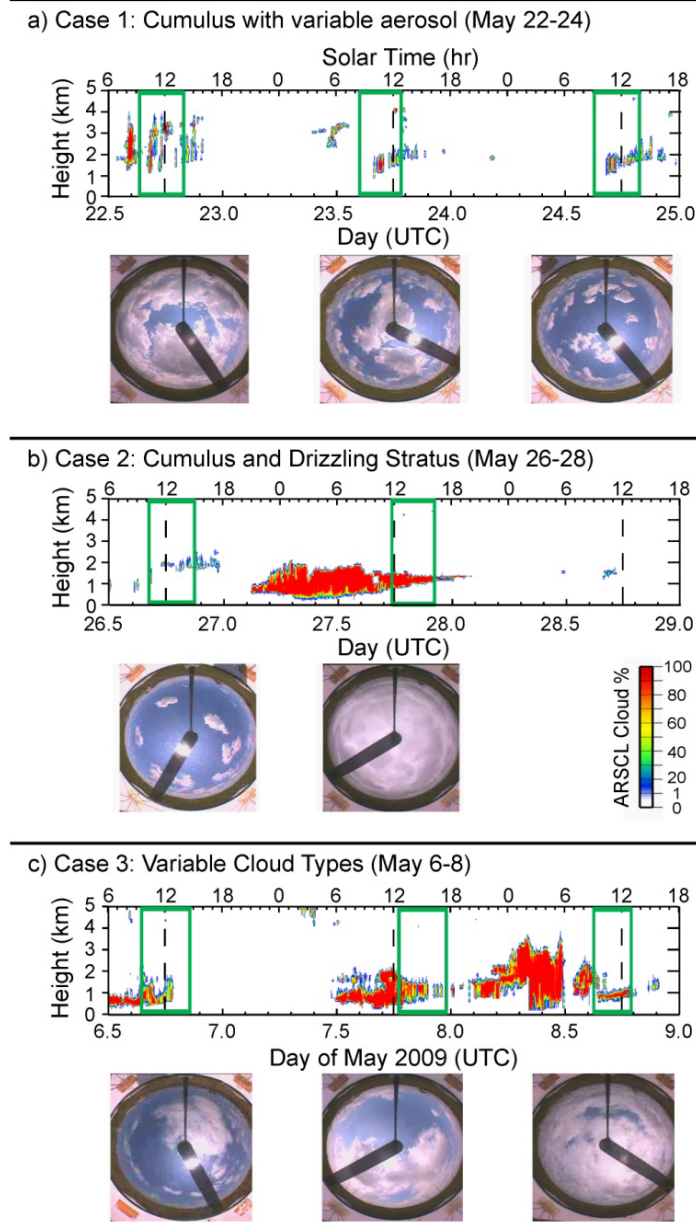 a) Case 1: Cumulus with variable aerosol (May 22-24)
Solar Time (hr)
6 12 18 0 6 12 18 0 6 12 18
Height (km)
5
4
3
2
1
0
22.5 23.0 23.5 24.0 24.5 25.0
Day (UTC)
b) Case 2: Cumulus and Drizzling Stratus (May 26-28)
6 12 18 0 6 12 18 0 6 12 18
Height (km)
5
4
3
2
1
0
26.5 27.0 27.5 28.0 28.5 29.0
Day (UTC)
ARSCL Cloud %
100
80
60
40
20
1
0
c) Case 3: Variable Cloud Types (May 6-8)
6 12 18 0 6 12 18 0 6 12 18
Height (km)
5
4
3
2
1
0
6.5 7.0 7.5 8.0 8.5 9.0
Day of May 2009 (UTC)